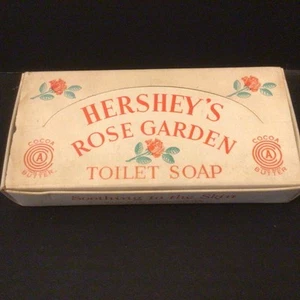 HERSHEY'S
ROSE GARDEN
TOILET SOAP
COCOA
A
BUTTER
COCOA
A
BUTTER
Soothing to the Skin